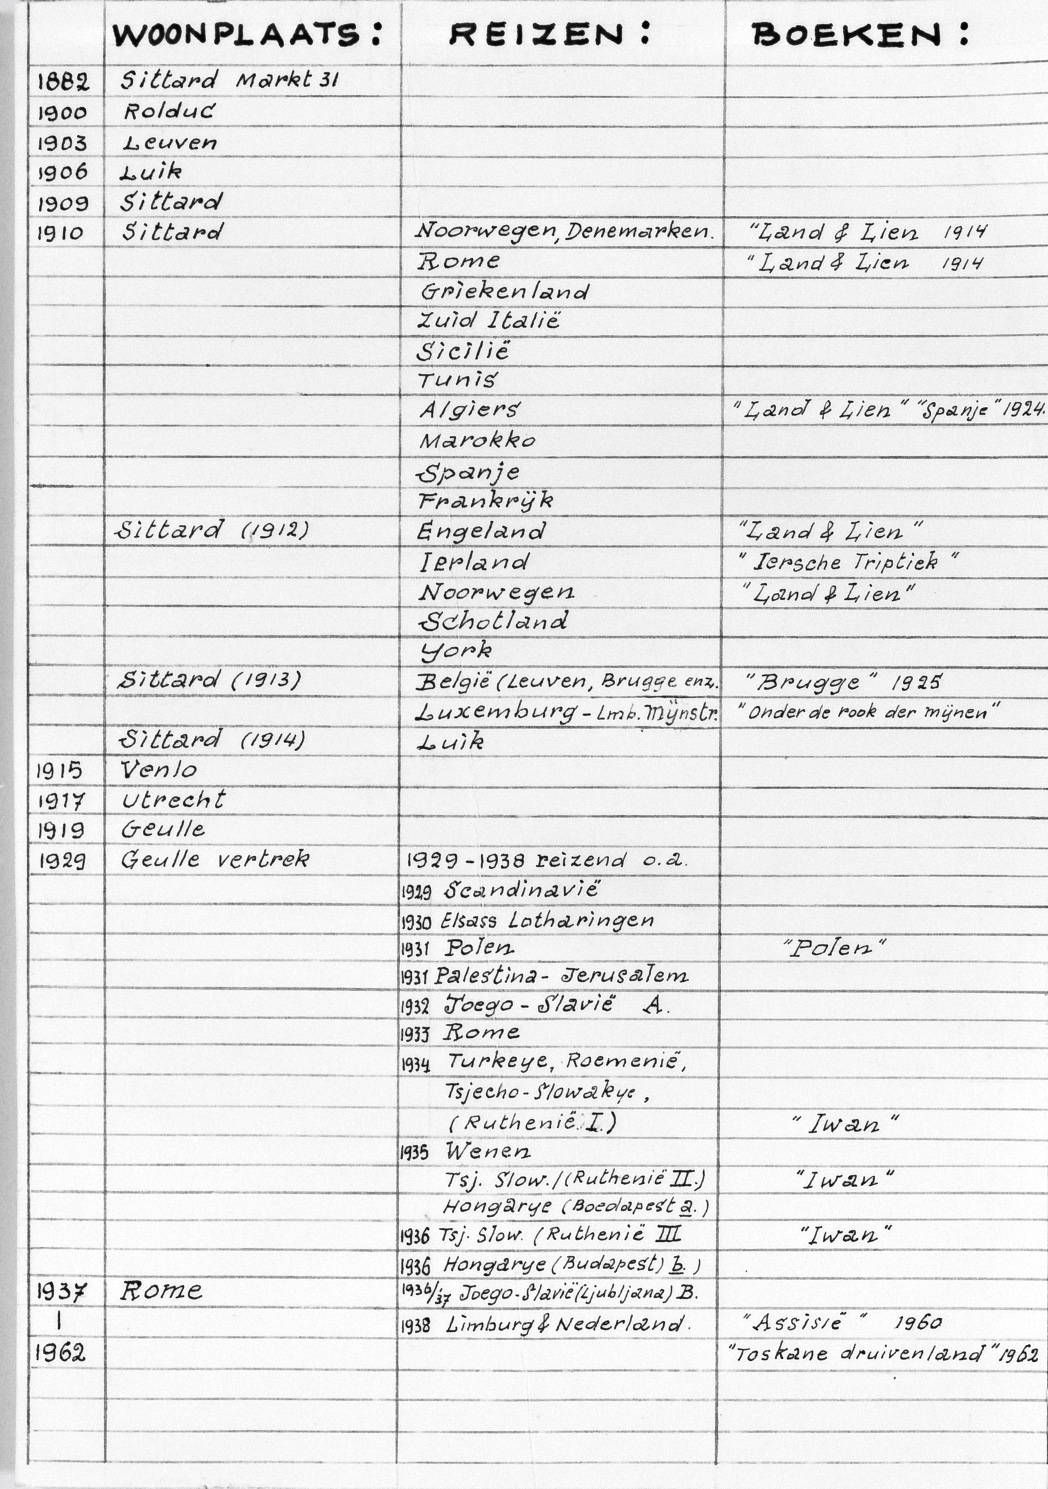 WOONPLAATS: REIZEN: BOEKEN:
1882 Sittard Markt 31
1900 Rolduc
1903 Leuven
1906 Luik
1909 Sittard
1910 Sittard Noorwegen, Denemarken. "Land & Lien 1914
Rome "Land & Lien 1914
Griekenland
Zuid Italië
Sicilië
Tunis
Algiers "Land & Lien" "Spanje" 1924.
Marokko
Spanje
Frankrijk
Sittard (1912) Engeland "Land & Lien"
Ierland "Iersche Triptiek"
Noorwegen "Land & Lien"
Schotland
York
Sittard (1913) België (Leuven, Brugge enz. "Brugge" 1925
Luxemburg - Lmb. Mijnstr. "Onder de rook der mijnen"
Sittard (1914) Luik
1915 Venlo
1917 Utrecht
1919 Geulle
1929 Geulle vertrek 1929-1938 reizend o.a.
1929 Scandinavië
1930 Elsass Lotharingen
1931 Polen "Polen"
1931 Palestina - Jerusalem
1932 Joego - Slavië A.
1933 Rome
1934 Turkeye, Roemenië,
Tsjecho-Slowakye,
(Ruthenië I.) "Iwan"
1935 Wenen
Tsj. Slow. / (Ruthenië II.) "Iwan"
Hongarye (Boedapest a.)
1936 Tsj. Slow. (Ruthenië III "Iwan"
1936 Hongarye (Budapest) b.)
1937 Rome 1936/37 Joego-Slavië (Ljubljana) B.
| 1938 Limburg & Nederland. "Assisië" 1960
1962 "Toskane druivenland" 1962